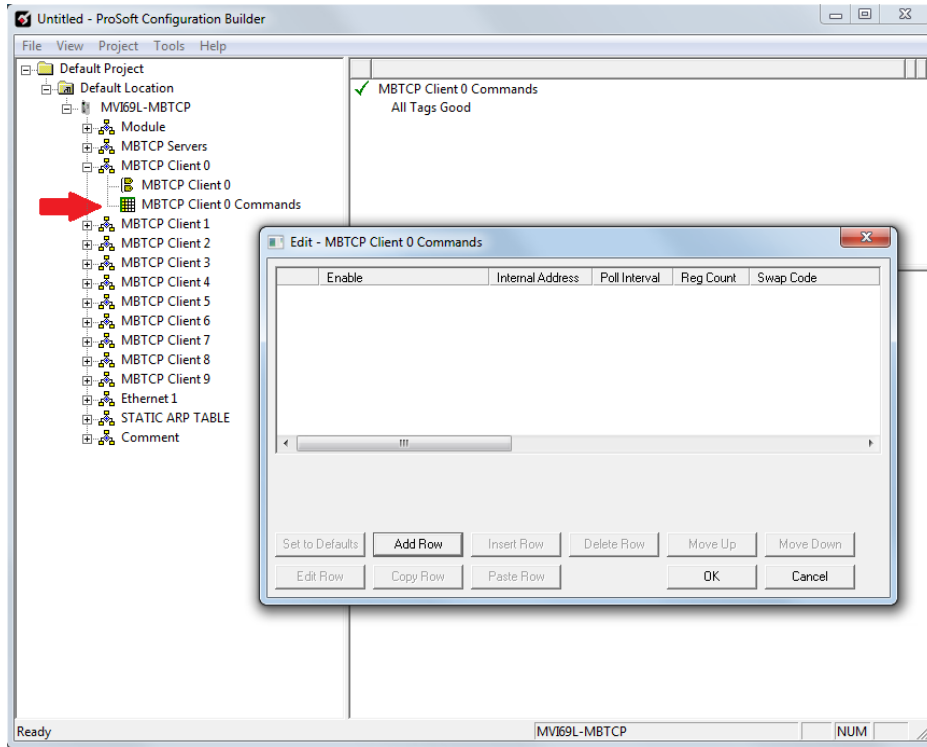 Untitled - ProSoft Configuration Builder
File View Project Tools Help
Default Project
Default Location
MVI69L-MBTCP
Module
MBTCP Servers
MBTCP Client 0
MBTCP Client 0
MBTCP Client 0 Commands
MBTCP Client 1
MBTCP Client 2
MBTCP Client 3
MBTCP Client 4
MBTCP Client 5
MBTCP Client 6
MBTCP Client 7
MBTCP Client 8
MBTCP Client 9
Ethernet 1
STATIC ARP TABLE
Comment
MBTCP Client 0 Commands
All Tags Good
Edit - MBTCP Client 0 Commands
Enable Internal Address Poll Interval Reg Count Swap Code
Set to Defaults Add Row Insert Row Delete Row Move Up Move Down
Edit Row Copy Row Paste Row OK Cancel
Ready MVI69L-MBTCP NUM